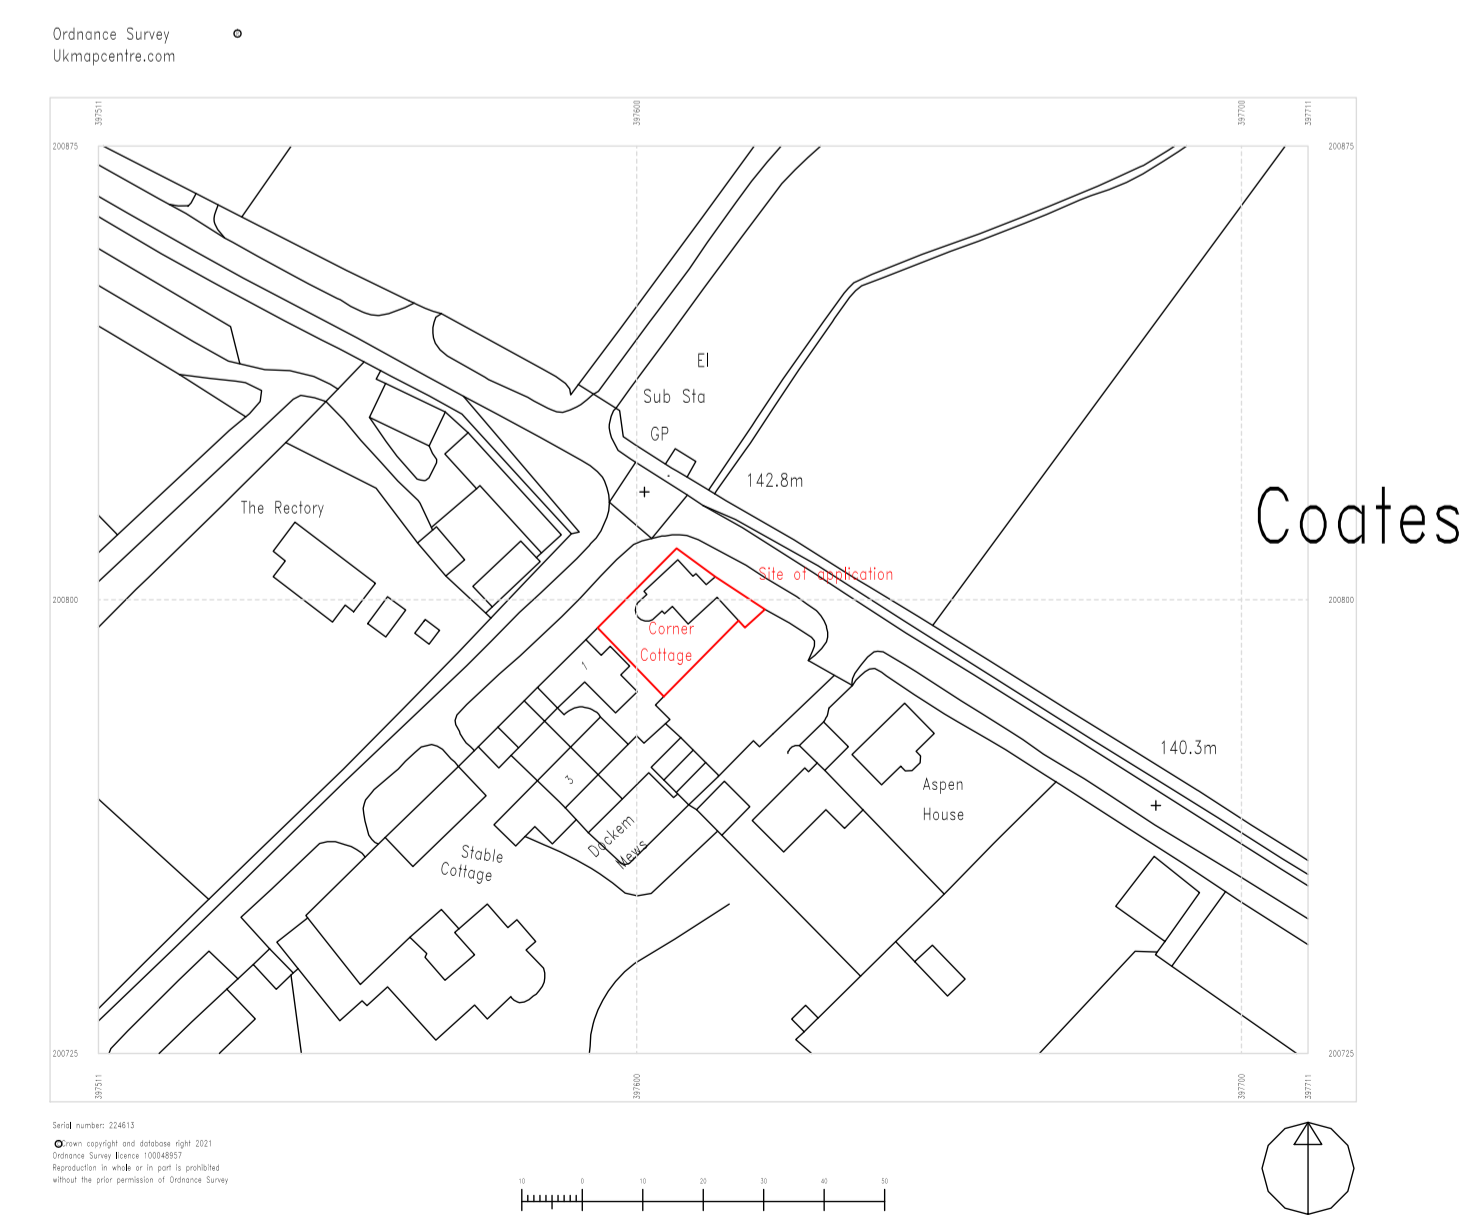 Ordnance Survey
Ukmapcentre.com
397511
397600
397700
397711
200875
200875
El
Sub Sta
GP
142.8m
The Rectory
Coates
Site of application
200800
200800
Corner
Cottage
1
140.3m
3
Aspen
House
Dockem
Mews
Stable
Cottage
200725
200725
397511
397600
397700
397711
Serial number: 224613
©Crown copyright and database right 2021
Ordnance Survey licence 100048957
Reproduction in whole or in part is prohibited
without the prior permission of Ordnance Survey
10 0 10 20 30 40 50